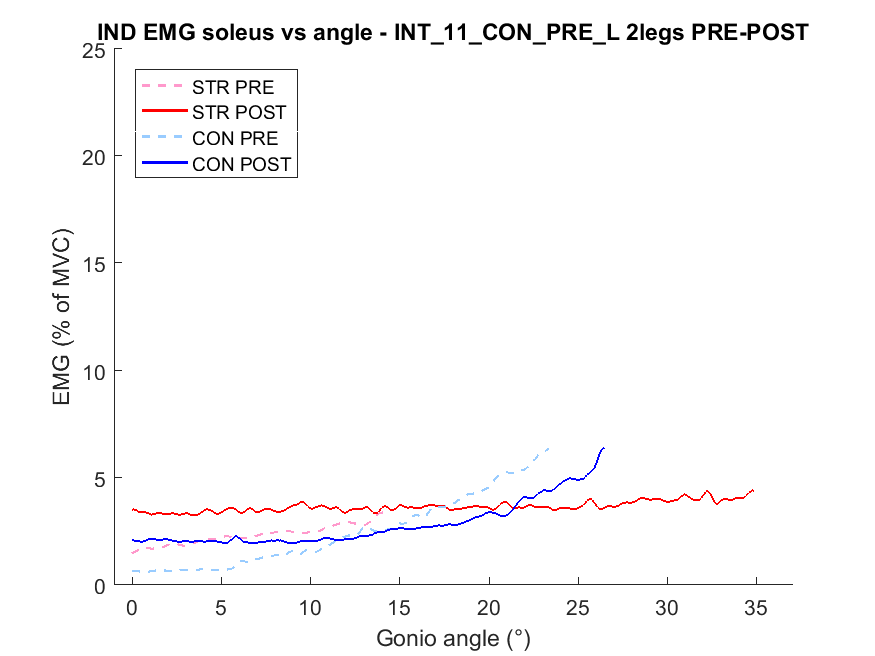 IND EMG soleus vs angle - INT_11_CON_PRE_L 2legs PRE-POST
25
20
15
10
5
0
EMG (% of MVC)
STR PRE
STR POST
CON PRE
CON POST
0 5 10 15 20 25 30 35
Gonio angle (°)